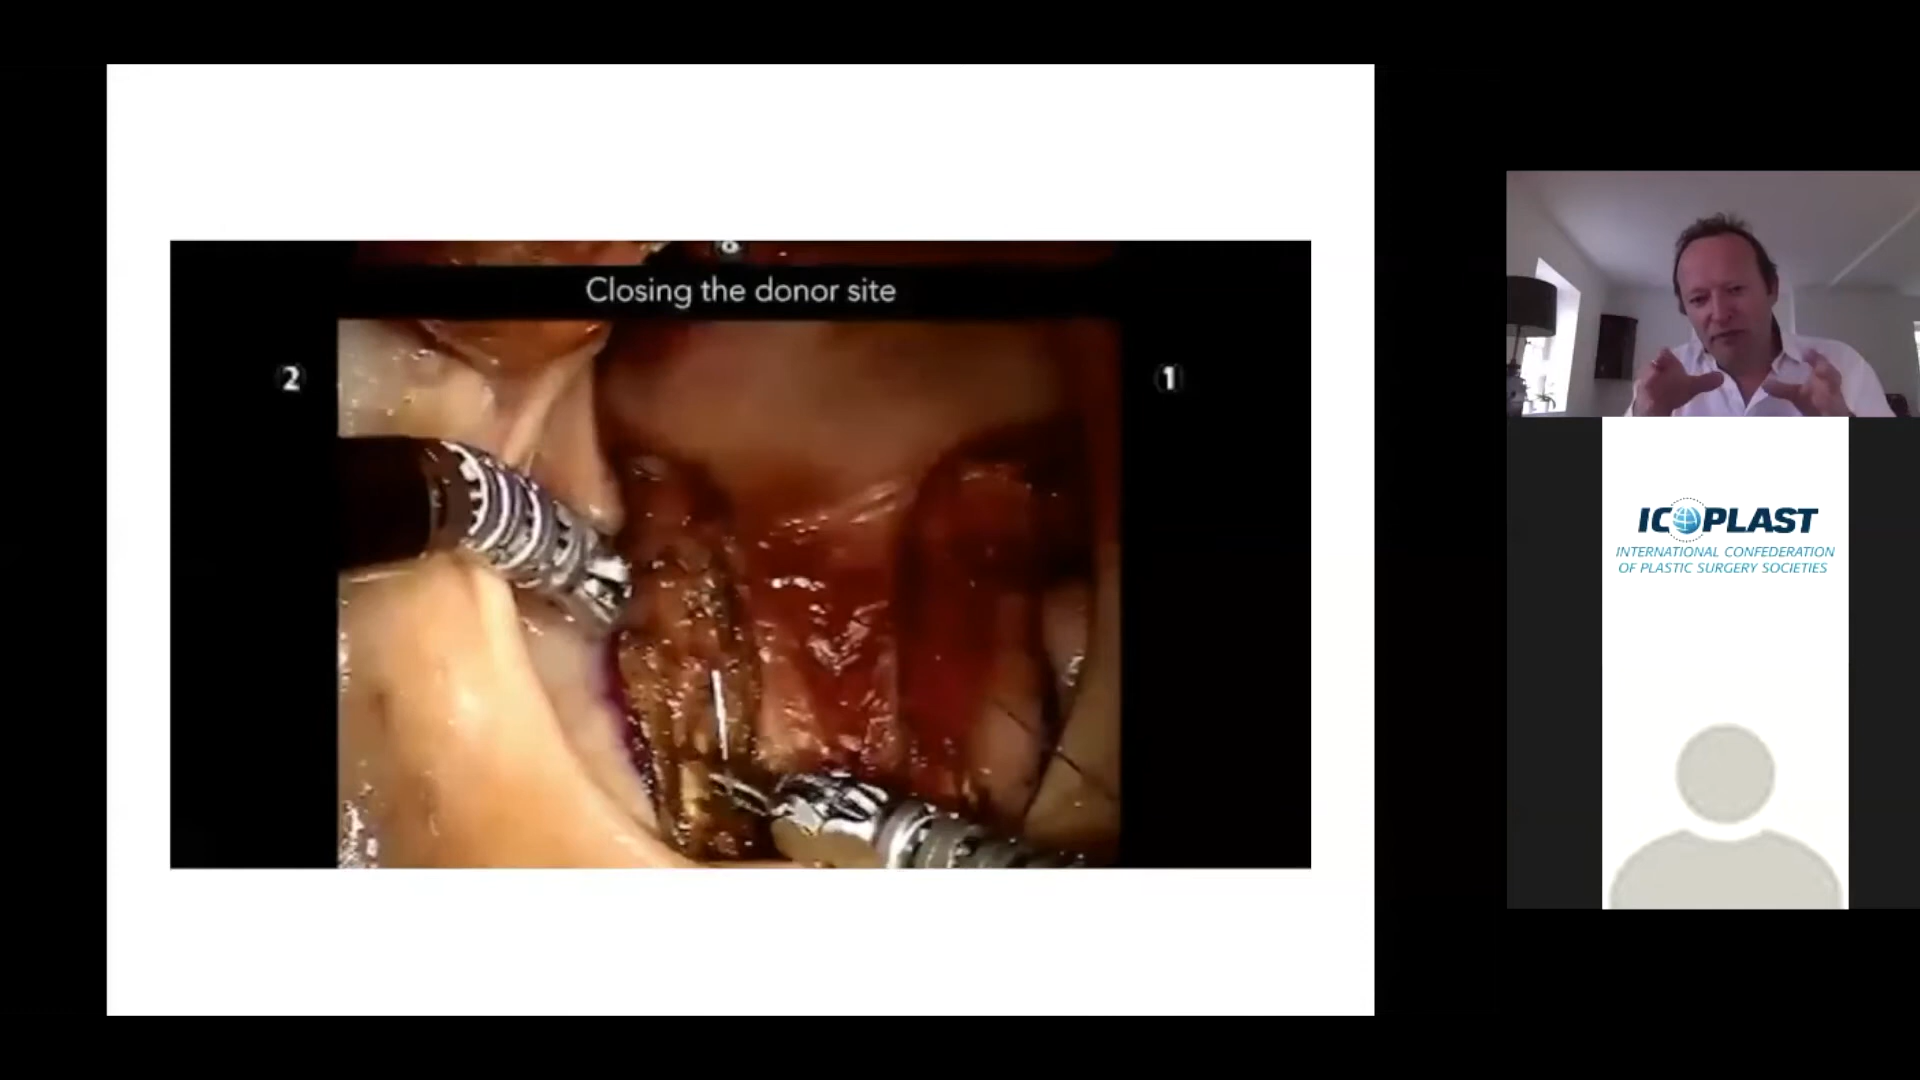 Closing the donor site
2
1
ICOPLAST
INTERNATIONAL CONFEDERATION
OF PLASTIC SURGERY SOCIETIES